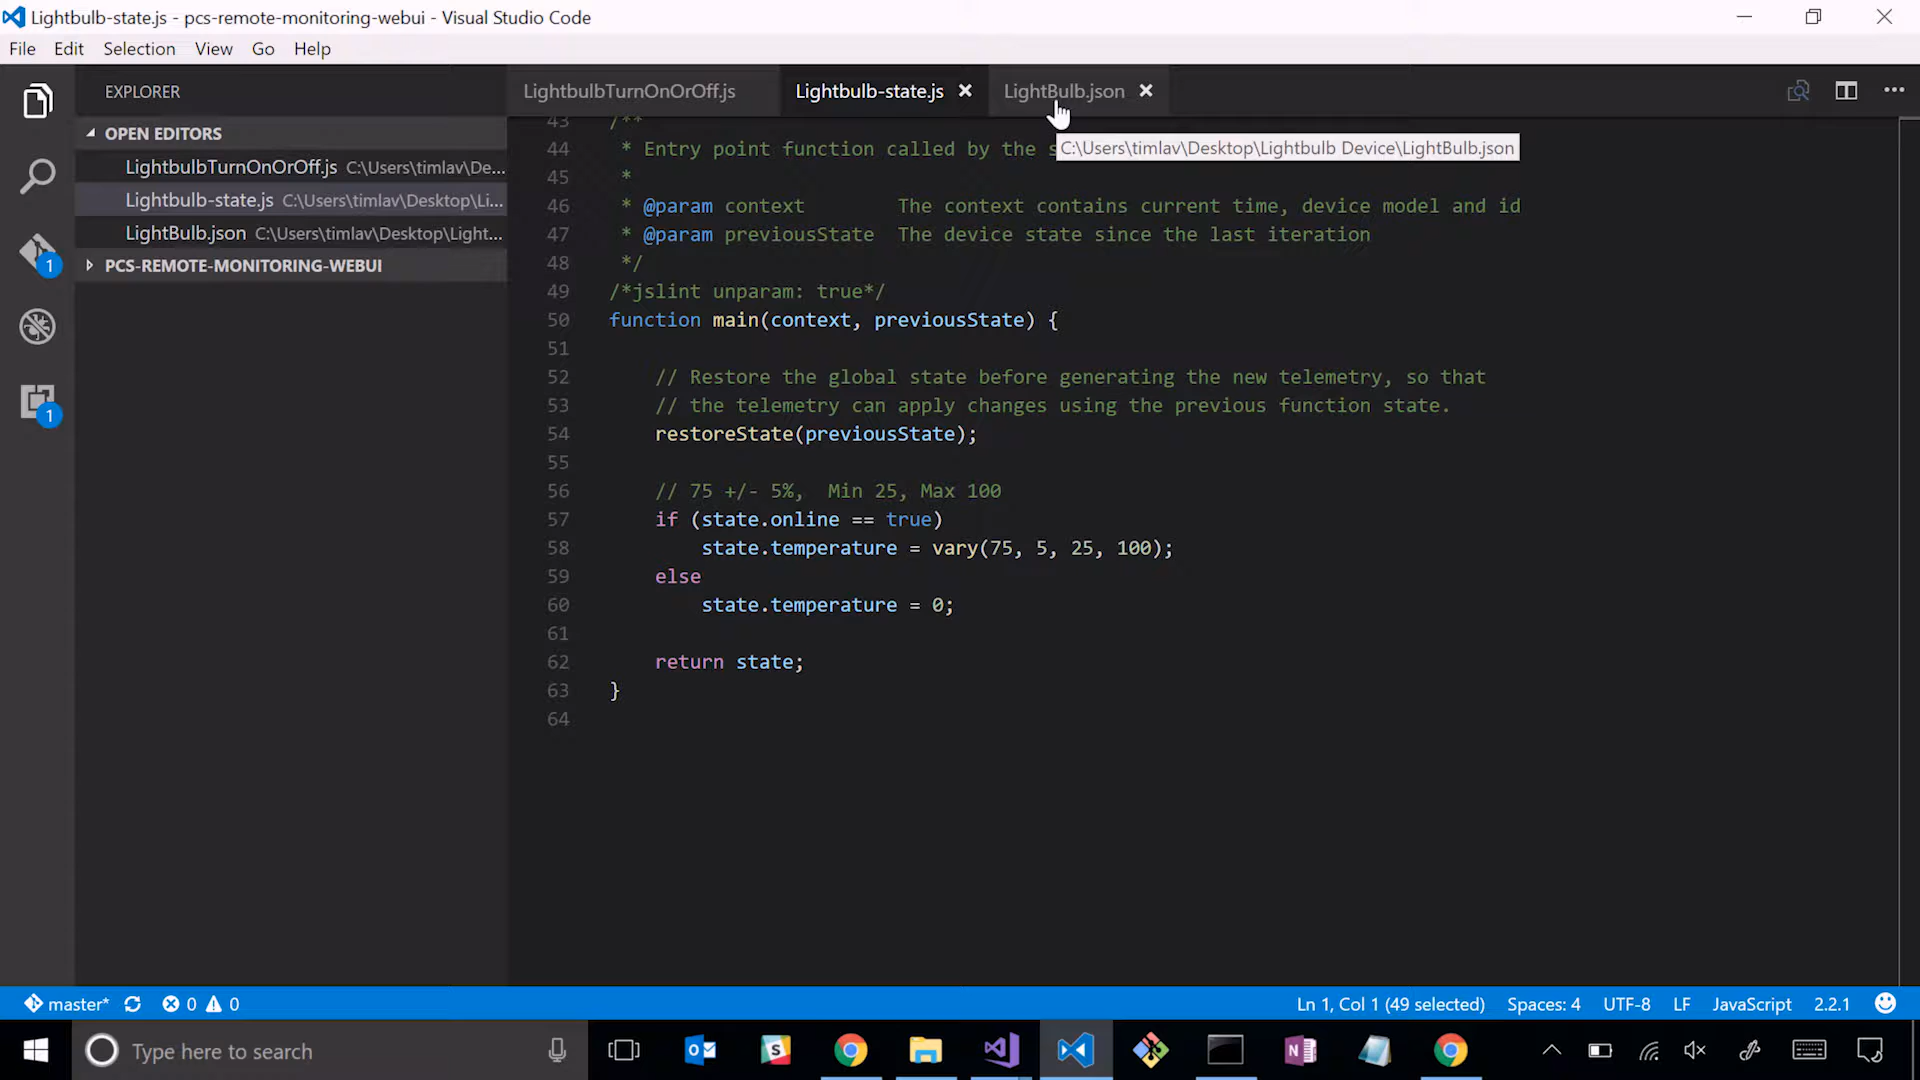 Lightbulb-state.js - pcs-remote-monitoring-webui - Visual Studio Code
File Edit Selection View Go Help
EXPLORER
OPEN EDITORS
LightbulbTurnOnOrOff.js C:\Users\timlav\De...
Lightbulb-state.js C:\Users\timlav\Desktop\Li...
LightBulb.json C:\Users\timlav\Desktop\Light...
PCS-REMOTE-MONITORING-WEBUI
1
1
LightbulbTurnOnOrOff.js Lightbulb-state.js LightBulb.json
C:\Users\timlav\Desktop\Lightbulb Device\LightBulb.json
43 /**
44 * Entry point function called by the s
45 *
46 * @param context The context contains current time, device model and id
47 * @param previousState The device state since the last iteration
48 */
49 /*jslint unparam: true*/
50 function main(context, previousState) {
51
52 // Restore the global state before generating the new telemetry, so that
53 // the telemetry can apply changes using the previous function state.
54 restoreState(previousState);
55
56 // 75 +/- 5%, Min 25, Max 100
57 if (state.online == true)
58 state.temperature = vary(75, 5, 25, 100);
59 else
60 state.temperature = 0;
61
62 return state;
63 }
64
master* 0 0 Ln 1, Col 1 (49 selected) Spaces: 4 UTF-8 LF JavaScript 2.2.1
Type here to search